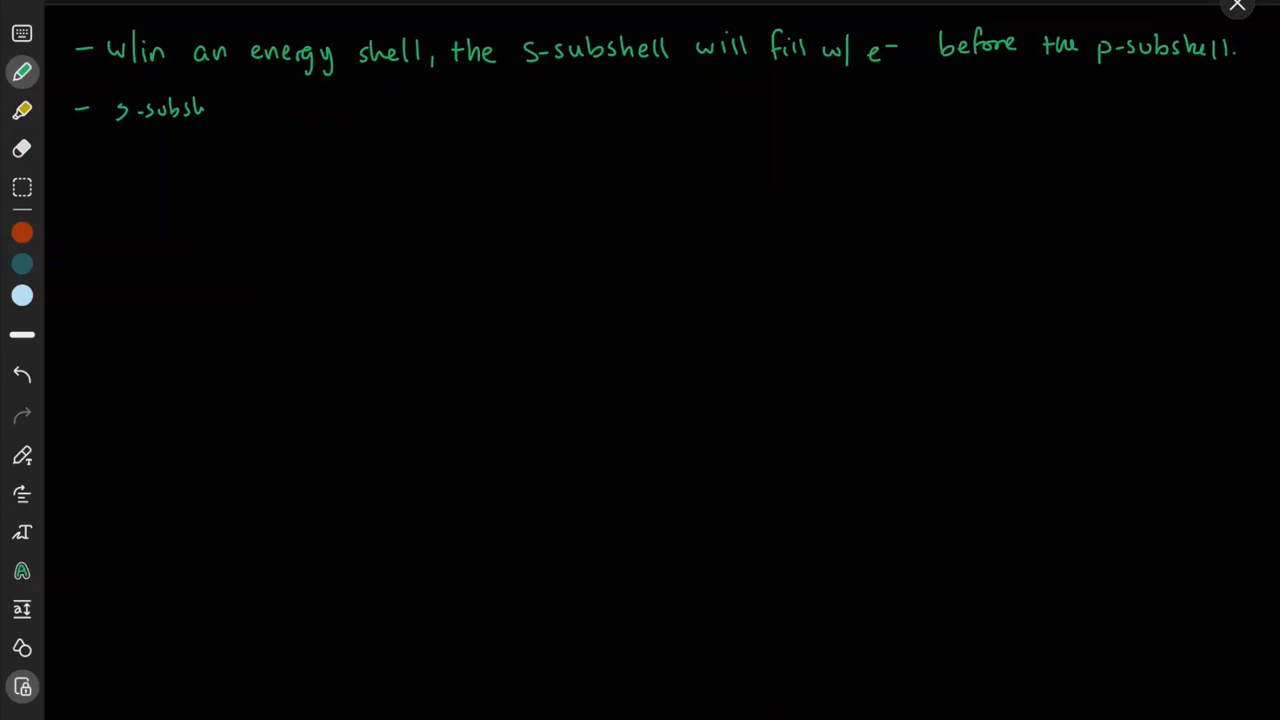 - w/in an energy shell, the s-subshell will fill w/ e- before the p-subshell.
- s-subsh